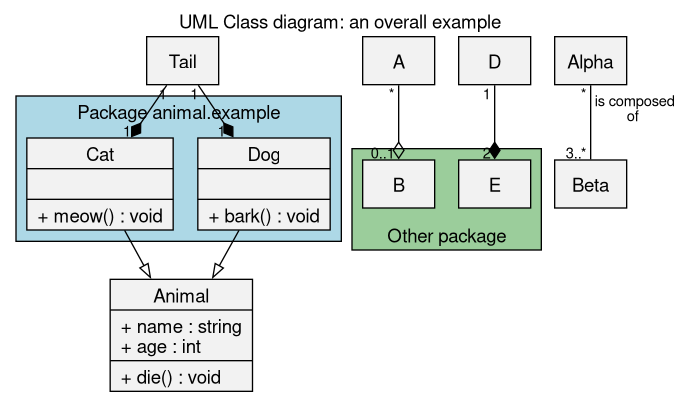 UML Class diagram: an overall example
Tail
A
D
Alpha
1
1
*
1
*
is composed
of
Package animal.example
1
1
0..1
2
3..*
Cat
+ meow() : void
Dog
+ bark() : void
B
E
Beta
Other package
Animal
+ name : string
+ age : int
+ die() : void